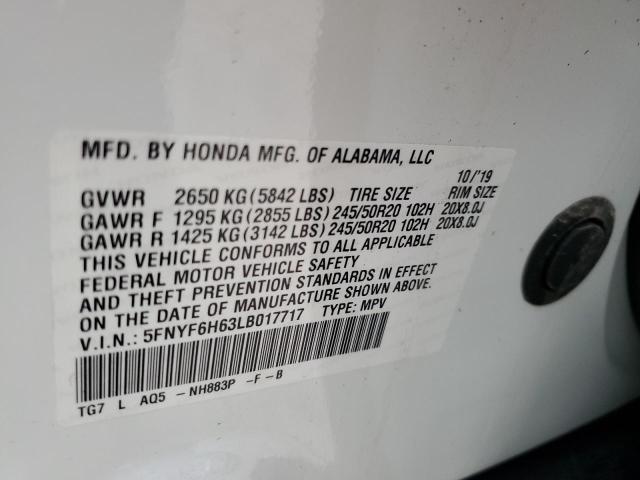 MFD. BY HONDA MFG. OF ALABAMA, LLC
10/'19
GVWR 2650 KG (5842 LBS) TIRE SIZE RIM SIZE
GAWR F 1295 KG (2855 LBS) 245/50R20 102H 20X8.0J
GAWR R 1425 KG (3142 LBS) 245/50R20 102H 20X8.0J
THIS VEHICLE CONFORMS TO ALL APPLICABLE
FEDERAL MOTOR VEHICLE SAFETY
AND THEFT PREVENTION STANDARDS IN EFFECT
ON THE DATE OF MANUFACTURE SHOWN ABOVE.
V.I.N.: 5FNYF6H63LB017717 TYPE: MPV
TG7 L AQ5 - NH883P - F - B